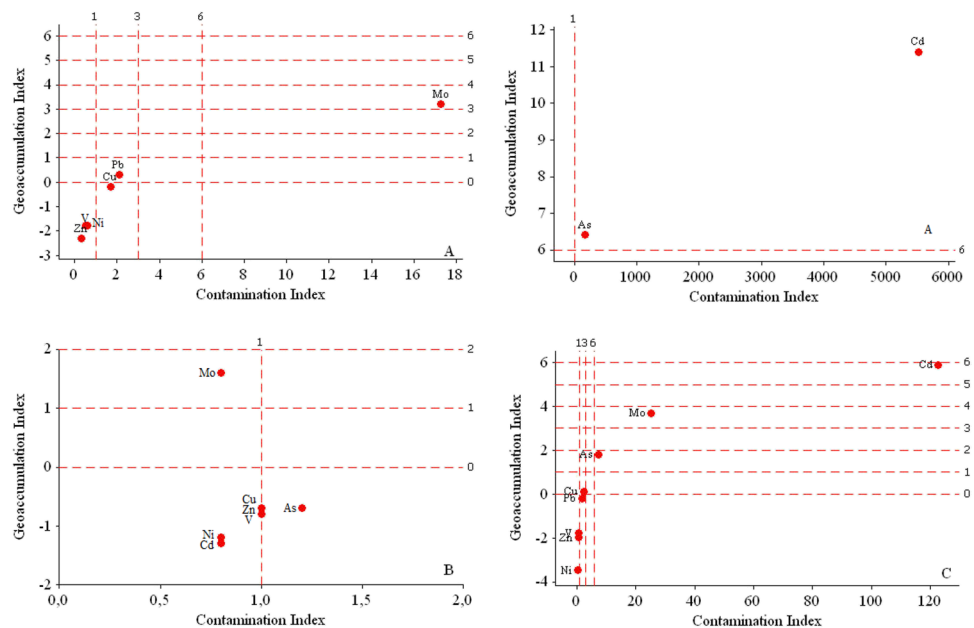 1 3 6
6 6
5 5
4 4
Mo
3 3
2 2
1 1
Pb
Cu
0 0
-1
V Ni
Zn
-2
-3 A
0 2 4 6 8 10 12 14 16 18
Contamination Index
Geoaccumulation Index
1
12
Cd
11
10
9
8
7
As A
6 6
0 1000 2000 3000 4000 5000 6000
Contamination Index
Geoaccumulation Index
1
2 2
Mo
1 1
0 0
Cu
Zn As
V
-1
Ni
Cd
B
-2
0,0 0,5 1,0 1,5 2,0
Contamination Index
Geoaccumulation Index
1 3 6
6 Cd 6
5
4 Mo 4
3
2 As 2
1
Cu
0 0
Pb
V
Zn
-2
Ni C
-4
0 20 40 60 80 100 120
Contamination Index
Geoaccumulation Index